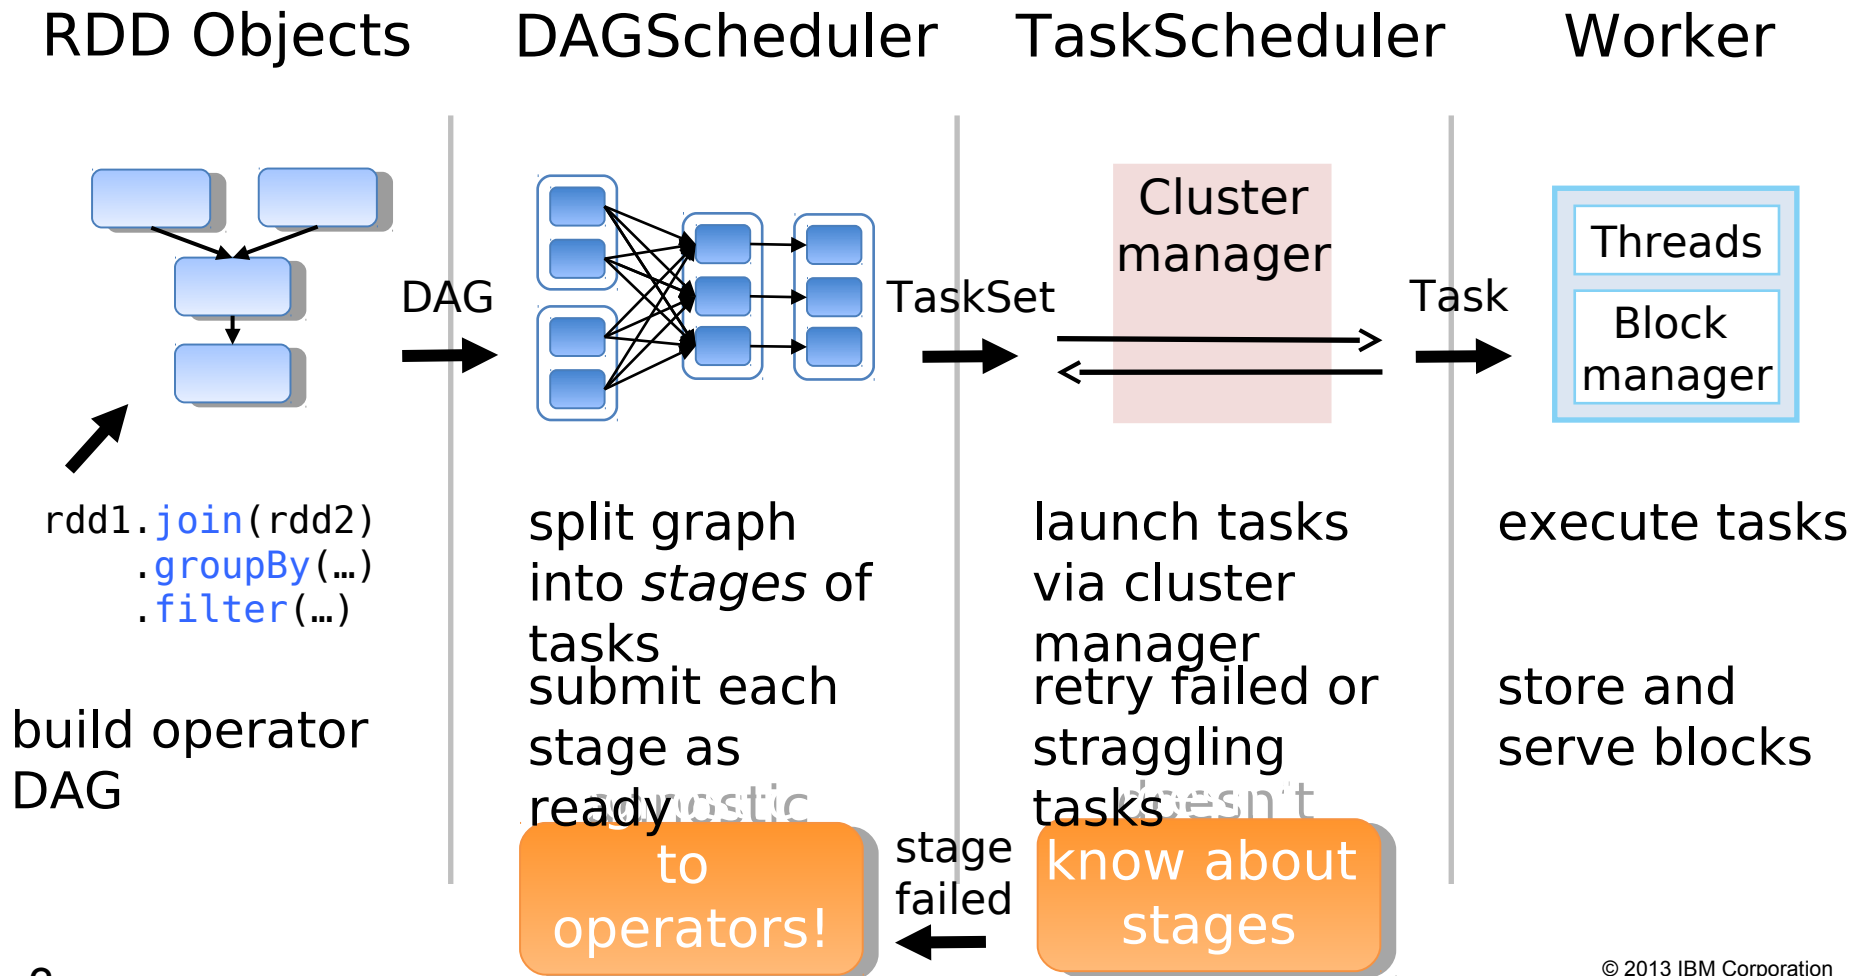 RDD Objects
DAGScheduler
TaskScheduler
Worker
DAG
TaskSet
Cluster
manager
Task
Threads
Block
manager
rdd1.join(rdd2)
.groupBy(…)
.filter(…)
build operator
DAG
split graph
into stages of
tasks
submit each
stage as
ready
agnostic
to
operators!
launch tasks
via cluster
manager
retry failed or
straggling
tasks
doesn't
know about
stages
stage
failed
execute tasks
store and
serve blocks
© 2013 IBM Corporation